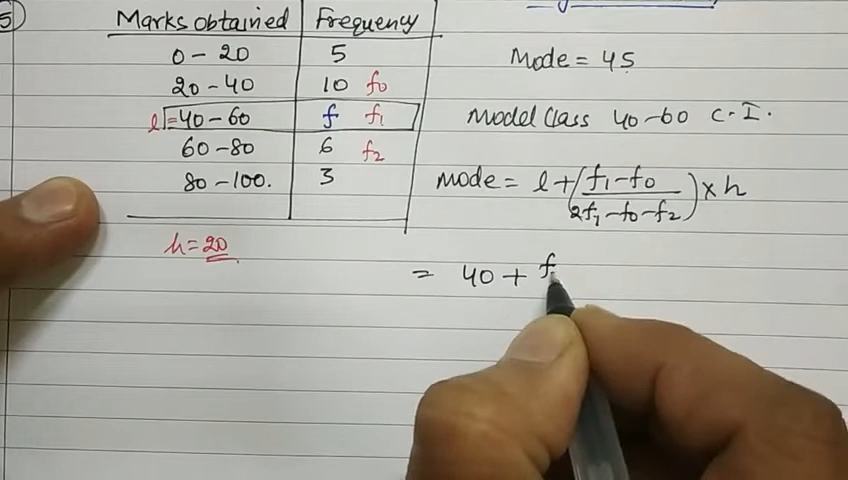 5
Marks obtained Frequency
0 - 20 5
20 - 40 10 f0
l = 40 - 60 f f1
60 - 80 6 f2
80 - 100. 3
h = 20
Mode = 45
Model class 40 - 60 C.I.
mode = l + (f1 - f0 / 2f1 - f0 - f2) × h
= 40 + f